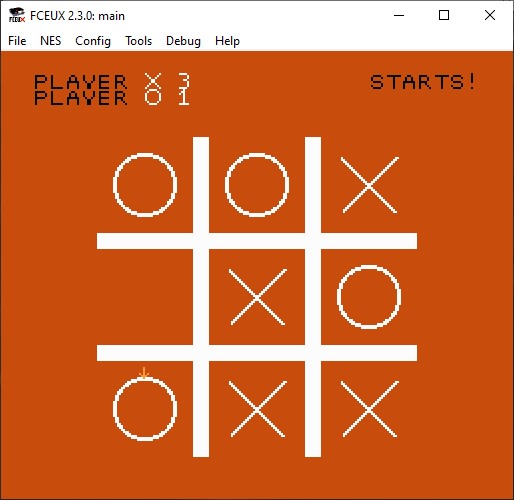 FCEUX 2.3.0: main
File NES Config Tools Debug Help
PLAYER X 3
PLAYER O 1
STARTS!